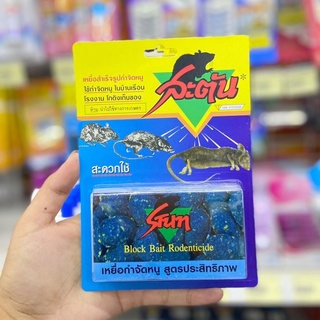 เหยื่อสำเร็จรูปกำจัดหนู
ใช้กำจัดหนู ในบ้านเรือน
โรงงาน โกดังเก็บของ
สะตัน
สะดวกใช้
Block Bait Rodenticide
เหยื่อกำจัดหนู สูตรประสิทธิภาพ